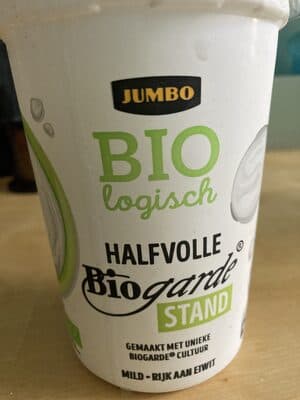 JUMBO
BIO
logisch
HALFVOLLE
Biogarde®
STAND
GEMAAKT MET UNIEKE
BIOGARDE® CULTUUR
MILD - RIJK AAN EIWIT